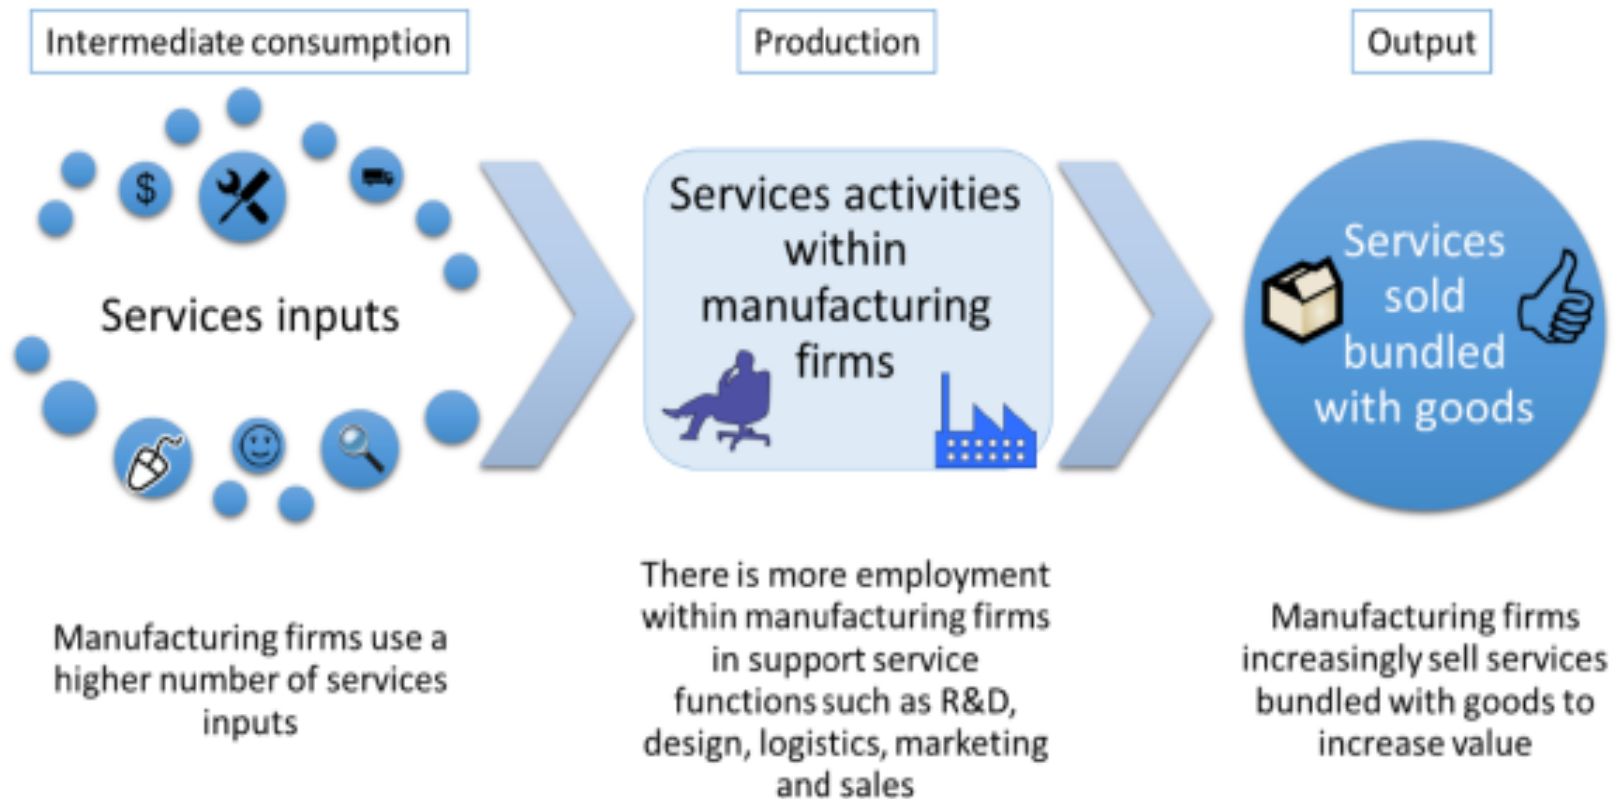 Intermediate consumption
Production
Output
$
Services inputs
Services activities
within
manufacturing
firms
Services
sold
bundled
with goods
Manufacturing firms use a
higher number of services
inputs
There is more employment
within manufacturing firms
in support service
functions such as R&D,
design, logistics, marketing
and sales
Manufacturing firms
increasingly sell services
bundled with goods to
increase value